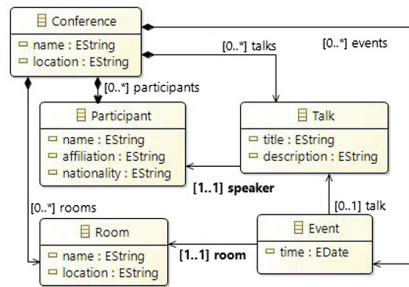 Conference
name : EString
location : EString
[0..*] talks
[0..*] events
[0..*] participants
Participant
name : EString
affiliation : EString
nationality : EString
Talk
title : EString
description : EString
[1..1] speaker
[0..*] rooms
[0..1] talk
Room
name : EString
location : EString
[1..1] room
Event
time : EDate